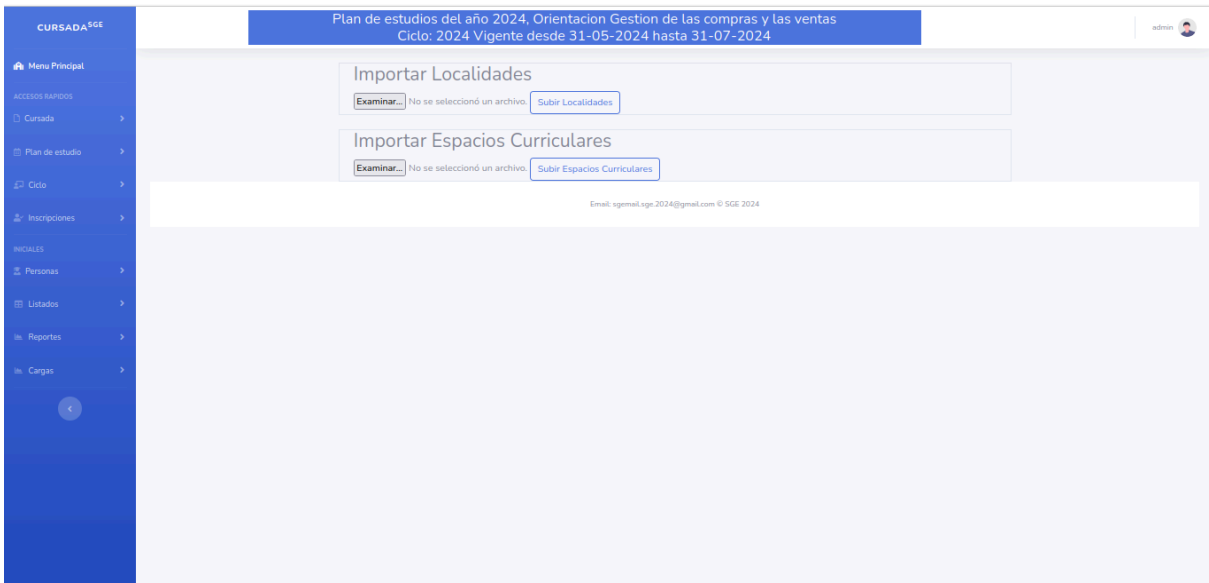 CURSADA SGE
Plan de estudios del año 2024, Orientacion Gestion de las compras y las ventas
Ciclo: 2024 Vigente desde 31-05-2024 hasta 31-07-2024
admin
Menu Principal
ACCESOS RAPIDOS
Cursada
Plan de estudio
Ciclo
Inscripciones
INICIALES
Personas
Listados
Reportes
Cargas
Importar Localidades
Examinar... No se seleccionó un archivo. Subir Localidades
Importar Espacios Curriculares
Examinar... No se seleccionó un archivo. Subir Espacios Curriculares
Email: sgemail.sge.2024@gmail.com © SGE 2024